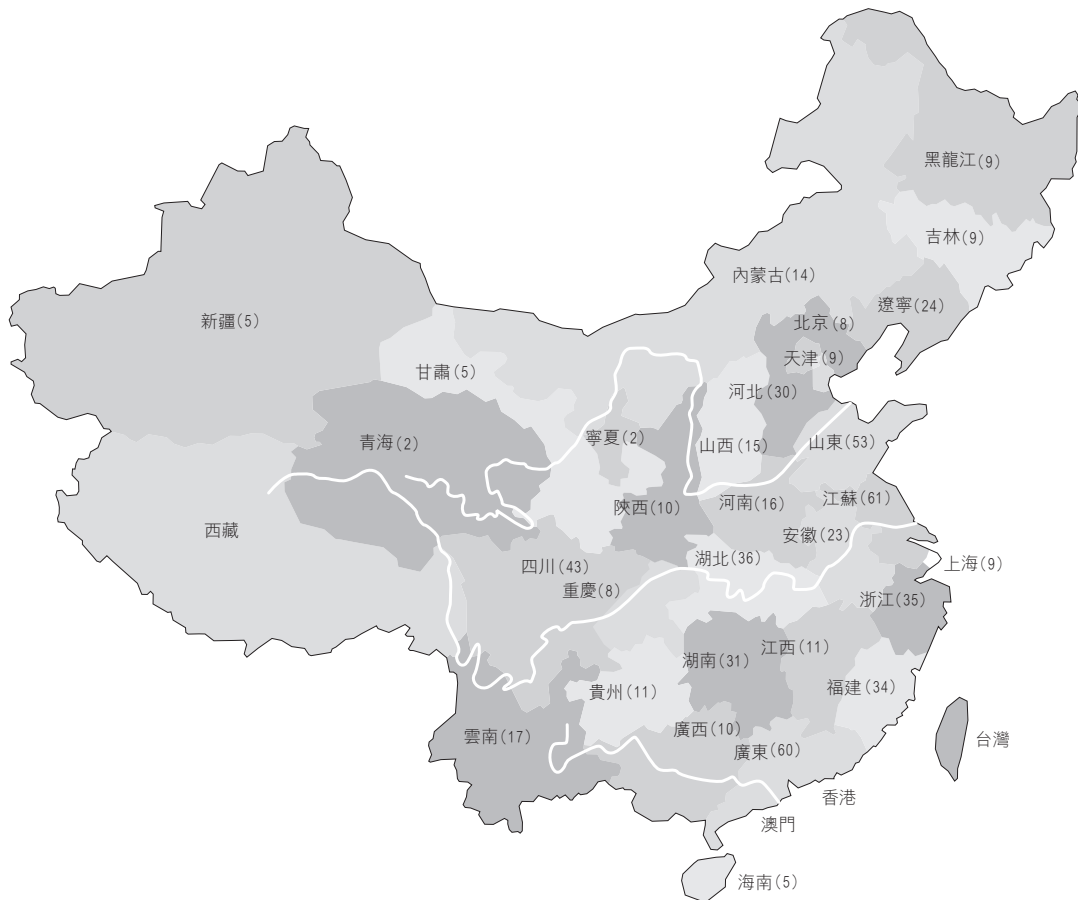 黑龍江(9)
吉林(9)
內蒙古(14)
遼寧(24)
新疆(5)
北京(8)
天津(9)
甘肅(5)
河北(30)
青海(2)
寧夏(2)
山西(15)
山東(53)
江蘇(61)
河南(16)
陝西(10)
西藏
安徽(23)
湖北(36)
上海(9)
四川(43)
重慶(8)
浙江(35)
江西(11)
湖南(31)
福建(34)
貴州(11)
廣西(10)
雲南(17)
台灣
廣東(60)
香港
澳門
海南(5)